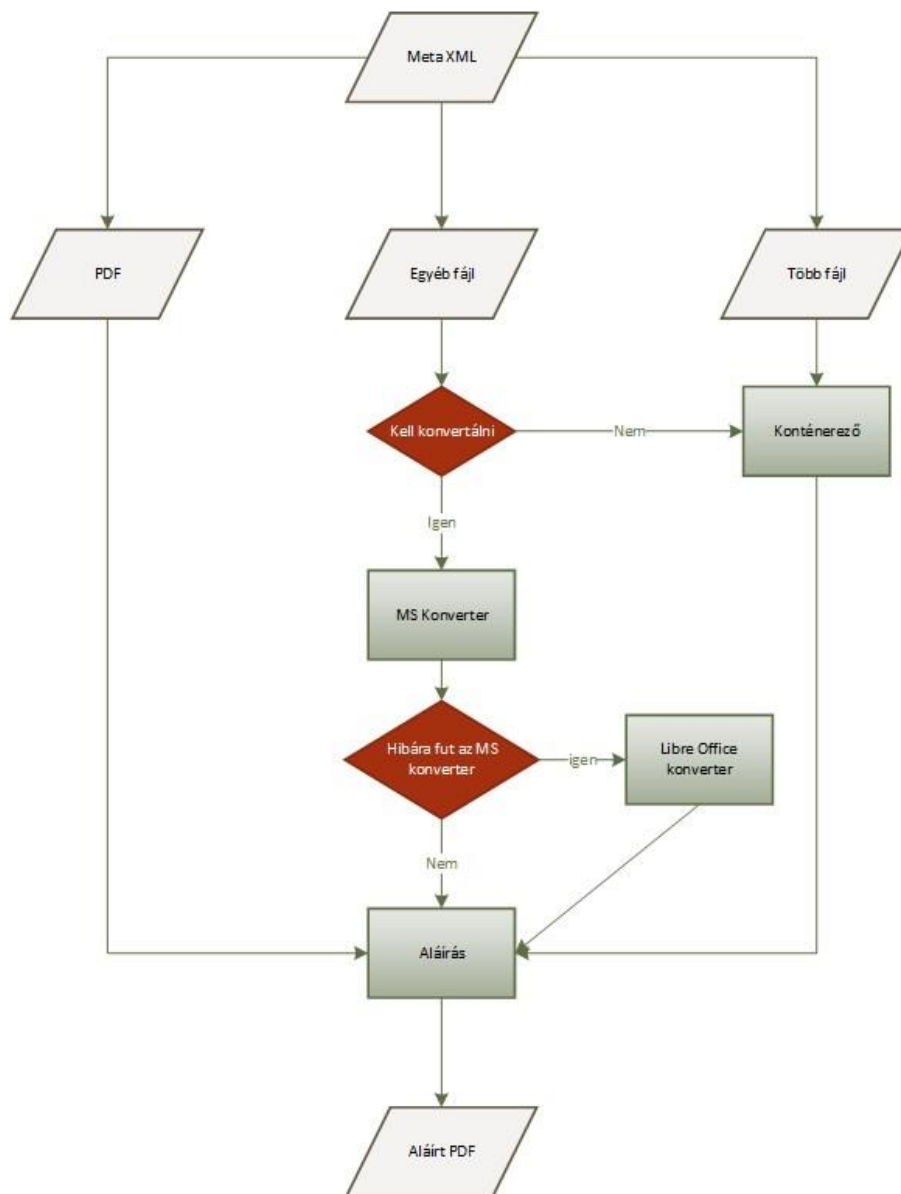 Meta XML
PDF
Egyéb fájl
Több fájl
Kell konvertálni
Nem
Konténerező
Igen
MS Konverter
Hibára fut az MS
konverter
igen
Libre Office
konverter
Nem
Aláírás
Aláírt PDF